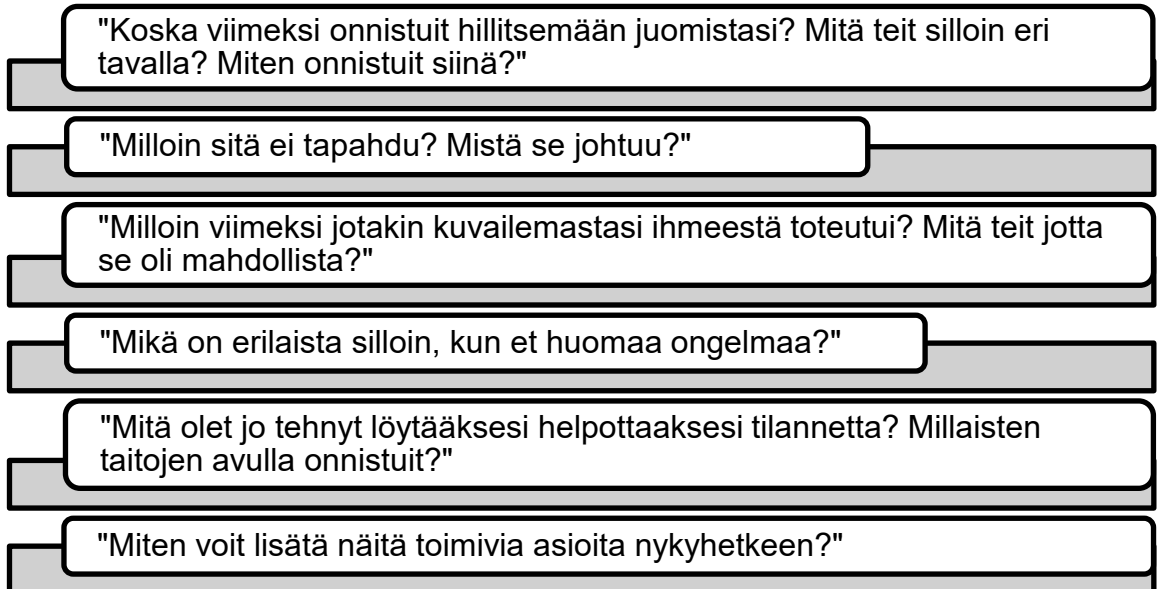 "Koska viimeksi onnistuit hillitsemään juomistasi? Mitä teit silloin eri
tavalla? Miten onnistuit siinä?"
"Milloin sitä ei tapahdu? Mistä se johtuu?"
"Milloin viimeksi jotakin kuvailemastasi ihmeestä toteutui? Mitä teit jotta
se oli mahdollista?"
"Mikä on erilaista silloin, kun et huomaa ongelmaa?"
"Mitä olet jo tehnyt löytääksesi helpottaaksesi tilannetta? Millaisten
taitojen avulla onnistuit?"
"Miten voit lisätä näitä toimivia asioita nykyhetkeen?"